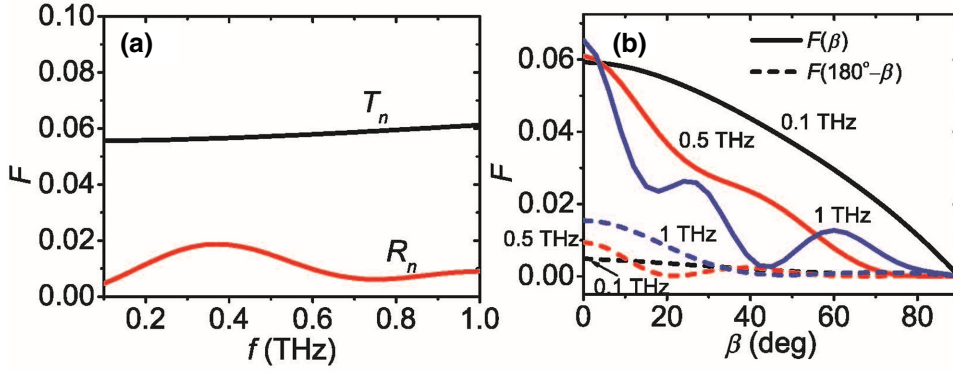 (a)
0.10
0.08
0.06
0.04
0.02
0.00
F
T_n
R_n
0.2 0.4 0.6 0.8 1.0
f (THz)
(b)
F(β)
F(180°−β)
0.06
0.04
0.02
0.00
F
0.1 THz
0.5 THz
1 THz
1 THz
0.5 THz
0.1 THz
0 20 40 60 80
β (deg)